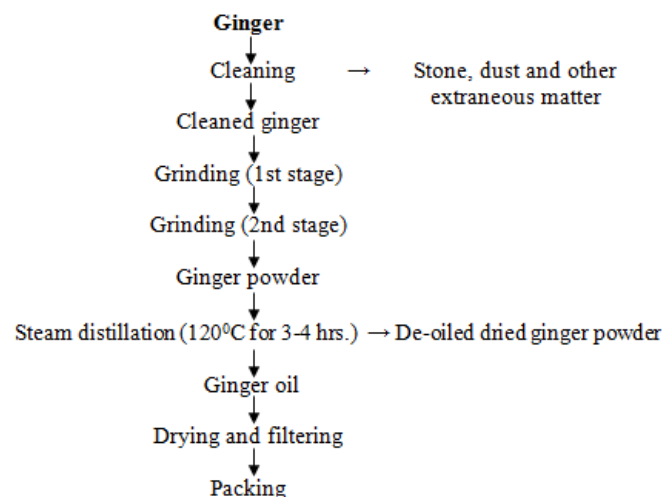 Ginger
Cleaning → Stone, dust and other
extraneous matter
Cleaned ginger
Grinding (1st stage)
Grinding (2nd stage)
Ginger powder
Steam distillation (120⁰C for 3-4 hrs.) → De-oiled dried ginger powder
Ginger oil
Drying and filtering
Packing